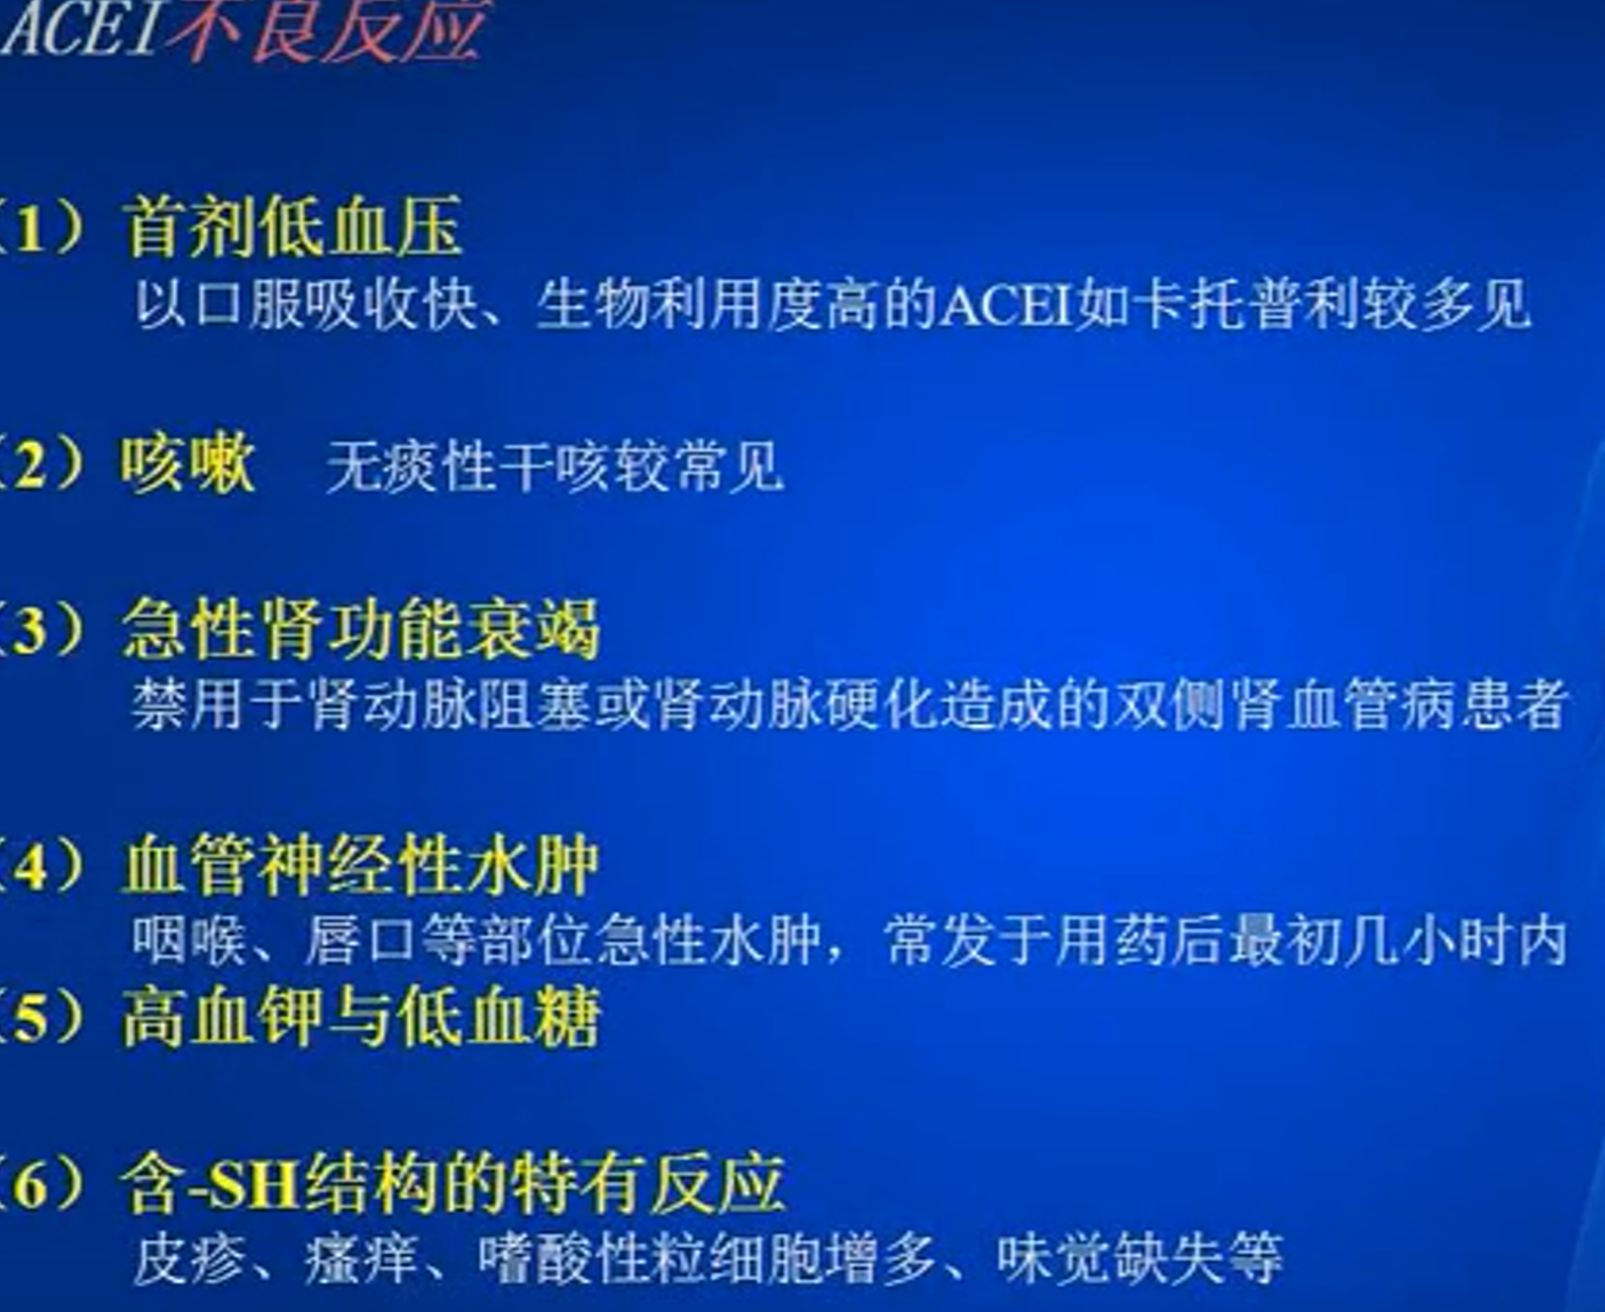 ACEI不良反应
（1）首剂低血压
以口服吸收快、生物利用度高的ACEI如卡托普利较多见
（2）咳嗽 无痰性干咳较常见
（3）急性肾功能衰竭
禁用于肾动脉阻塞或肾动脉硬化造成的双侧肾血管病患者
（4）血管神经性水肿
咽喉、唇口等部位急性水肿，常发于用药后最初几小时内
（5）高血钾与低血糖
（6）含-SH结构的特有反应
皮疹、瘙痒、嗜酸性粒细胞增多、味觉缺失等